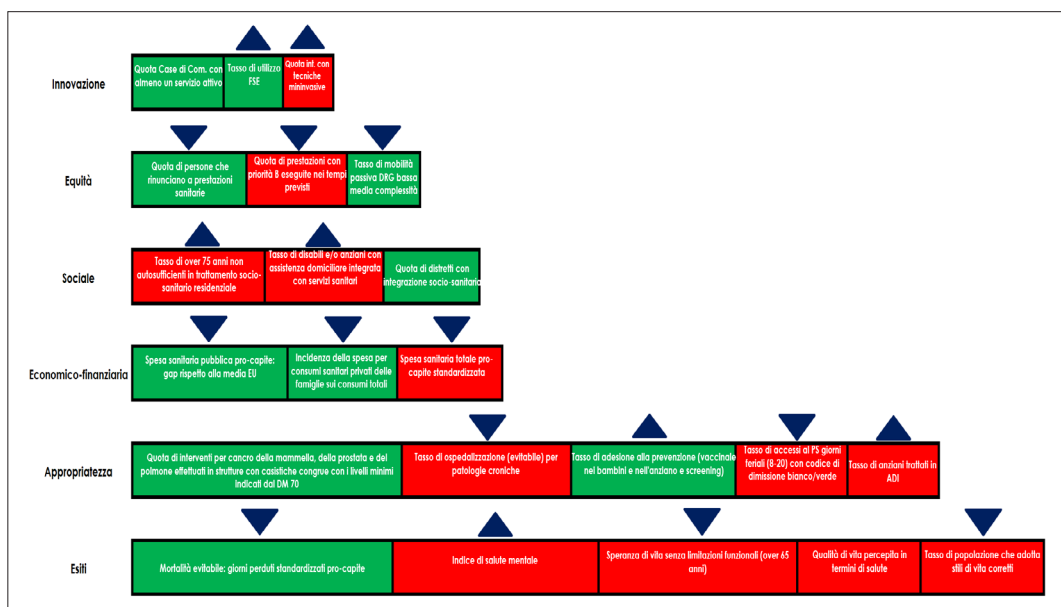 Innovazione
Quota Case di Com. con
almeno un servizio attivo
Tasso di utilizzo
FSE
Quota int. con
tecniche
mininvasive
Equità
Quota di persone che
rinunciano a prestazioni
sanitarie
Quota di prestazioni con
priorità B eseguite nei tempi
previsti
Tasso di mobilità
passiva DRG bassa
media complessità
Sociale
Tasso di over 75 anni non
autosufficienti in trattamento socio-
sanitario residenziale
Tasso di disabili e/o anziani con
assistenza domiciliare integrata
con servizi sanitari
Quota di distretti con
integrazione socio-sanitaria
Economico-finanziaria
Spesa sanitaria pubblica pro-capite:
gap rispetto alla media EU
Incidenza della spesa per
consumi sanitari privati delle
famiglie sui consumi totali
Spesa sanitaria totale pro-
capite standardizzata
Appropriatezza
Quota di interventi per cancro della mammella, della prostata e del
polmone effettuati in strutture con casistiche congrue con i livelli minimi
indicati dal DM 70
Tasso di ospedalizzazione (evitabile) per
patologie croniche
Tasso di adesione alla prevenzione (vaccinale
nei bambini e nell'anziano e screening)
Tasso di accessi al PS giorni
feriali (8-20) con codice di
dimissione bianco/verde
Tasso di anziani trattati in
ADI
Esiti
Mortalità evitabile: giorni perduti standardizzati pro-capite
Indice di salute mentale
Speranza di vita senza limitazioni funzionali (over 65
anni)
Qualità di vita percepita in
termini di salute
Tasso di popolazione che adotta
stili di vita corretti